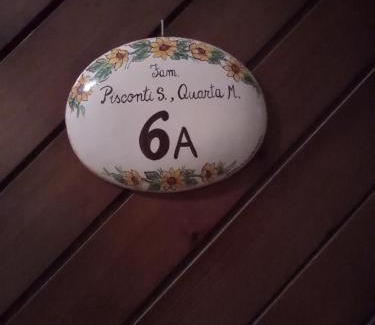 Fam.
Pisconti S., Quarta M.
6A